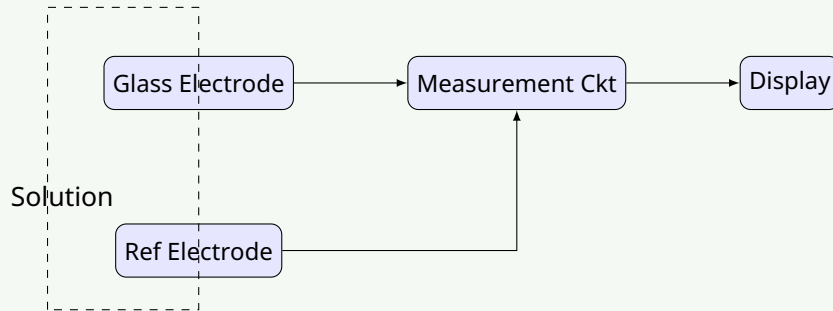 Glass Electrode
Measurement Ckt
Display
Solution
Ref Electrode